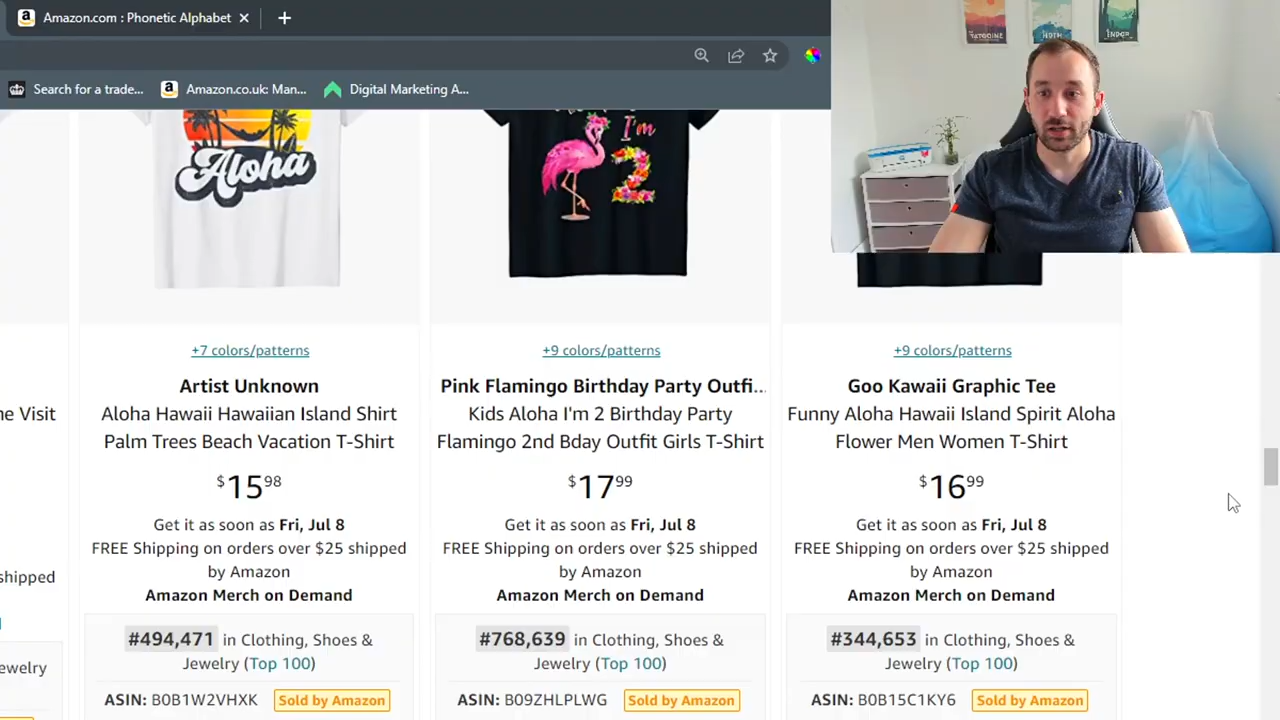 Amazon.com : Phonetic Alphabet
Search for a trade...
Amazon.co.uk: Man...
Digital Marketing A...
TATOOINE
HOTH
ENDOR
Aloha
I'm
2
+7 colors/patterns
+9 colors/patterns
+9 colors/patterns
ne Visit
Artist Unknown
Aloha Hawaii Hawaiian Island Shirt
Palm Trees Beach Vacation T-Shirt
Pink Flamingo Birthday Party Outfi...
Kids Aloha I'm 2 Birthday Party
Flamingo 2nd Bday Outfit Girls T-Shirt
Goo Kawaii Graphic Tee
Funny Aloha Hawaii Island Spirit Aloha
Flower Men Women T-Shirt
$1598
$1799
$1699
shipped
Get it as soon as Fri, Jul 8
FREE Shipping on orders over $25 shipped
by Amazon
Amazon Merch on Demand
Get it as soon as Fri, Jul 8
FREE Shipping on orders over $25 shipped
by Amazon
Amazon Merch on Demand
Get it as soon as Fri, Jul 8
FREE Shipping on orders over $25 shipped
by Amazon
Amazon Merch on Demand
ewelry
#494,471 in Clothing, Shoes &
Jewelry (Top 100)
ASIN: B0B1W2VHXK Sold by Amazon
#768,639 in Clothing, Shoes &
Jewelry (Top 100)
ASIN: B09ZHLPLWG Sold by Amazon
#344,653 in Clothing, Shoes &
Jewelry (Top 100)
ASIN: B0B15C1KY6 Sold by Amazon